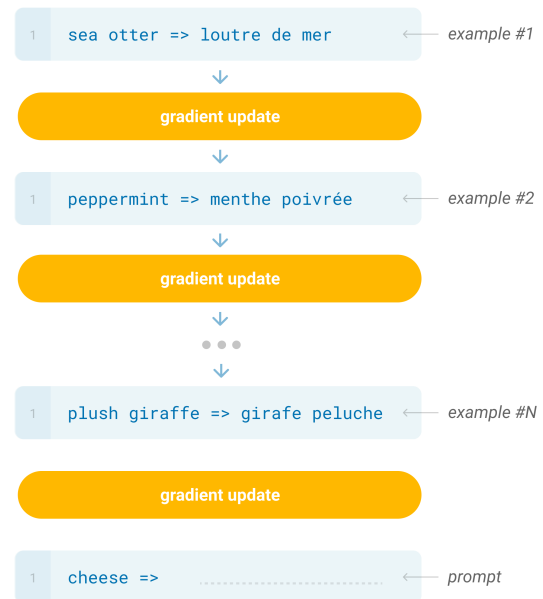 1 sea otter => loutre de mer example #1
gradient update
1 peppermint => menthe poivrée example #2
gradient update
1 plush giraffe => girafe peluche example #N
gradient update
1 cheese => prompt